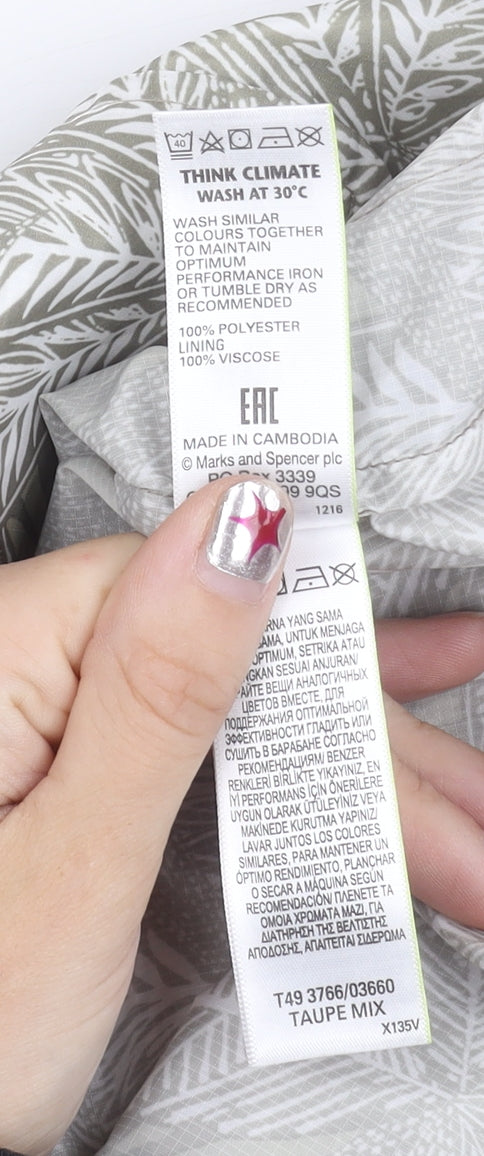 40
THINK CLIMATE
WASH AT 30°C
WASH SIMILAR
COLOURS TOGETHER
TO MAINTAIN
OPTIMUM
PERFORMANCE IRON
OR TUMBLE DRY AS
RECOMMENDED
100% POLYESTER
LINING
100% VISCOSE
EAC
MADE IN CAMBODIA
© Marks and Spencer plc
PO Box 3339
9QS
1216
YANG SAMA
UNTUK MENJAGA
OPTIMUM, SETRIKA ATAU
SESUAI ANJURAN/
ВЕЩИ АНАЛОГИЧНЫХ
ЦВЕТОВ ВМЕСТЕ, ДЛЯ
ПОДДЕРЖАНИЯ ОПТИМАЛЬНОЙ
ЭФФЕКТИВНОСТИ ГЛАДИТЬ ИЛИ
СУШИТЬ В БАРАБАНЕ СОГЛАСНО
РЕКОМЕНДАЦИЯМ/ BENZER
RENKLERİ BİRLİKTE YIKAYINIZ, EN
İYİ PERFORMANS İÇİN ÖNERİLERE
UYGUN OLARAK ÜTÜLEYİNİZ VEYA
MAKİNEDE KURUTMA YAPINIZ/
LAVAR JUNTOS LOS COLORES
SIMILARES, PARA MANTENER UN
ÓPTIMO RENDIMIENTO, PLANCHAR
O SECAR A MÁQUINA SEGÚN
RECOMENDACIÓN/ ΠΛΕΝΕΤΕ ΤΑ
ΟΜΟΙΑ ΧΡΩΜΑΤΑ ΜΑΖΙ, ΓΙΑ
ΔΙΑΤΗΡΗΣΗ ΤΗΣ ΒΕΛΤΙΣΤΗΣ
ΑΠΟΔΟΣΗΣ, ΑΠΑΙΤΕΙΤΑΙ ΣΙΔΕΡΩΜΑ
T49 3766/03660
TAUPE MIX
X135V